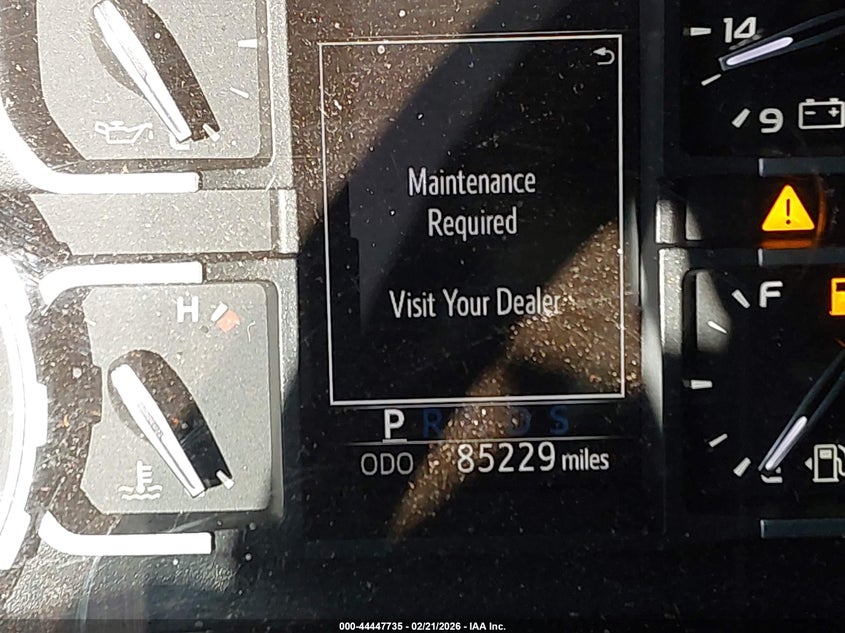 14
9
Maintenance
Required
Visit Your Dealer
H
F
P R D S
ODO 85229 miles
000-44447735 - 02/21/2026 - IAA Inc.